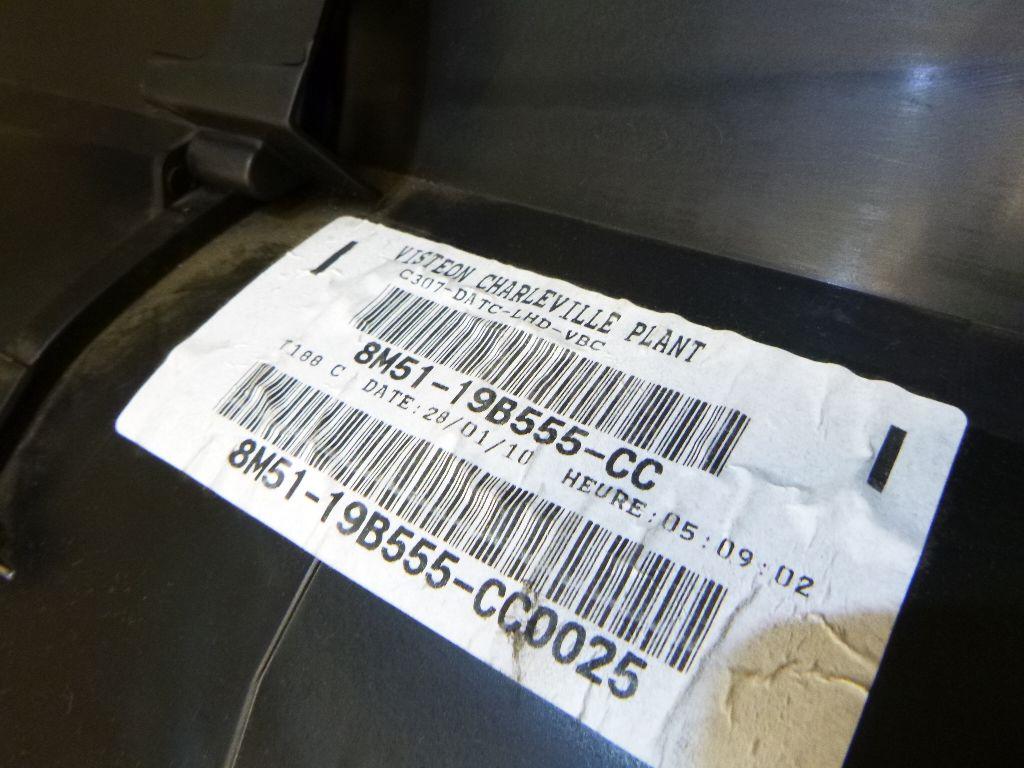 VISTEON CHARLEVILLE PLANT
C307-DATC-LHD-VBC
8M51-19B555-CC
T188 C DATE:28/01/10 HEURE:05:09:02
8M51-19B555-CC0025